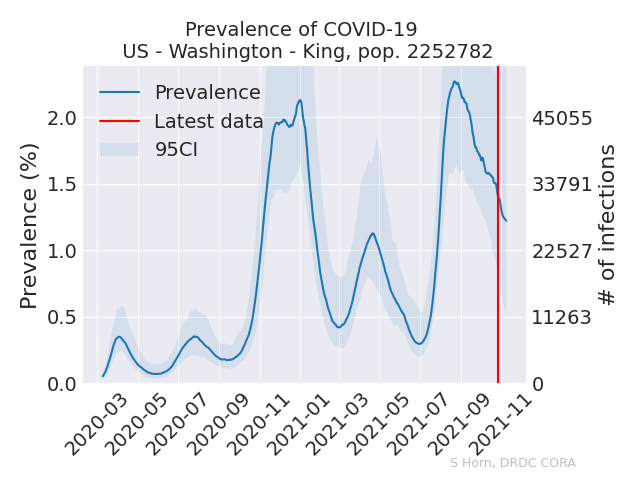 Prevalence of COVID-19
US - Washington - King, pop. 2252782
Prevalence
Latest data
95CI
Prevalence (%)
2.0
1.5
1.0
0.5
0.0
45055
33791
22527
11263
0
# of infections
2020-03
2020-05
2020-07
2020-09
2020-11
2021-01
2021-03
2021-05
2021-07
2021-09
2021-11
S Horn, DRDC CORA